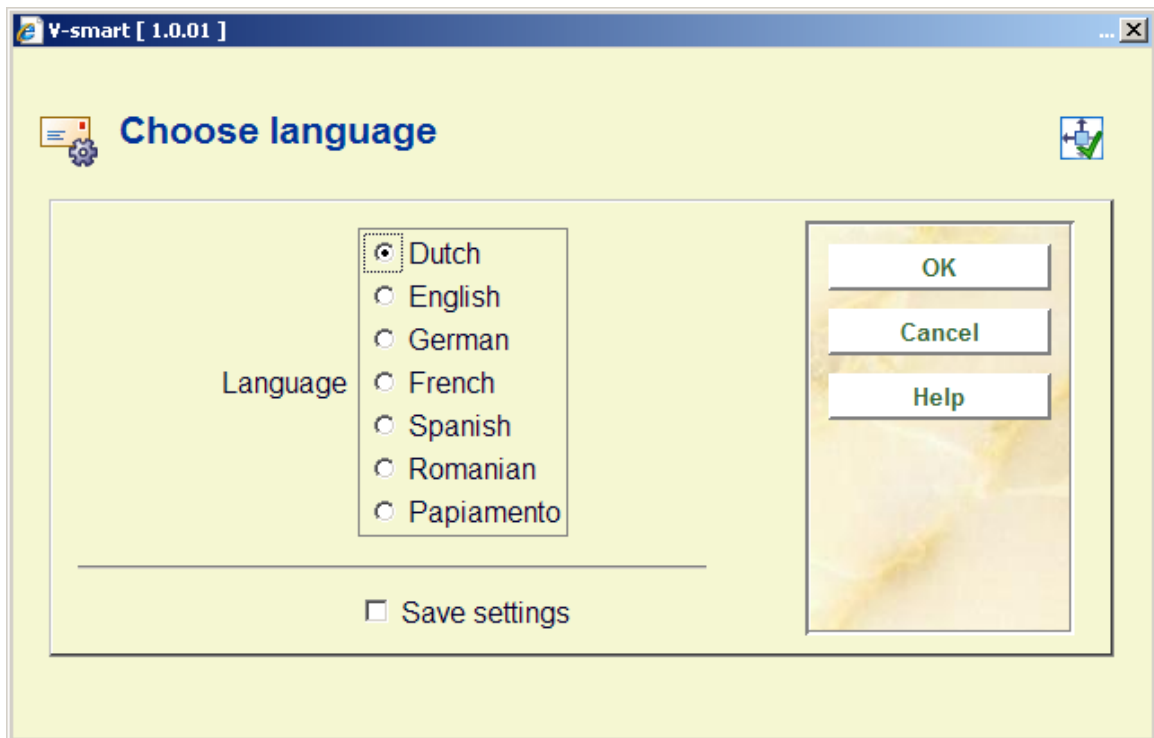 V-smart [ 1.0.01 ] ...
Choose language
Language
Dutch
English
German
French
Spanish
Romanian
Papiamento
Save settings
OK
Cancel
Help